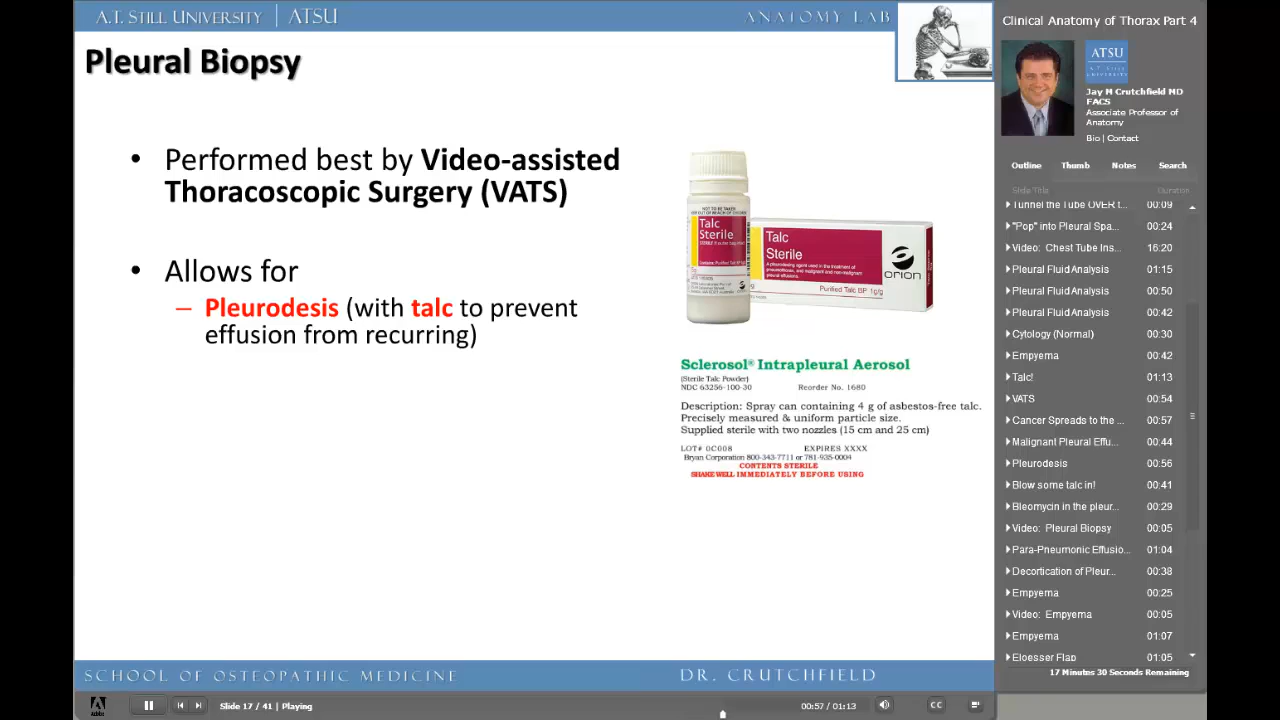 A.T. STILL UNIVERSITY | ATSU
ANATOMY LAB
Pleural Biopsy
• Performed best by Video-assisted
Thoracoscopic Surgery (VATS)
• Allows for
– Pleurodesis (with talc to prevent
effusion from recurring)
Talc
Sterile
Talc
Sterile
Purified Talc BP 1g/g
orion
Sclerosol® Intrapleural Aerosol
(Sterile Talc Powder)
NDC 63256-100-30 Reorder No. 1680
Description: Spray can containing 4 g of asbestos-free talc.
Precisely measured & uniform particle size.
Supplied sterile with two nozzles (15 cm and 25 cm)
LOT# 0C008 EXPIRES XXXX
Bryan Corporation 800-343-7711 or 781-935-0004
CONTENTS STERILE
SHAKE WELL IMMEDIATELY BEFORE USING
SCHOOL OF OSTEOPATHIC MEDICINE
DR. CRUTCHFIELD
Adobe
Slide 17 / 41 | Playing
00:57 / 01:13
CC
Clinical Anatomy of Thorax Part 4
ATSU
A.T. STILL
UNIVERSITY
Jay M Crutchfield MD
FACS
Associate Professor of
Anatomy
Bio | Contact
Outline Thumb Notes Search
Slide Title Duration
Tunnel the Tube OVER t... 00:09
"Pop" into Pleural Spa... 00:24
Video: Chest Tube Ins... 16:20
Pleural Fluid Analysis 01:15
Pleural Fluid Analysis 00:50
Pleural Fluid Analysis 00:42
Cytology (Normal) 00:30
Empyema 00:42
Talc! 01:13
VATS 00:54
Cancer Spreads to the ... 00:57
Malignant Pleural Effu... 00:44
Pleurodesis 00:56
Blow some talc in! 00:41
Bleomycin in the pleur... 00:29
Video: Pleural Biopsy 00:05
Para-Pneumonic Effusio... 01:04
Decortication of Pleur... 00:38
Empyema 00:25
Video: Empyema 00:05
Empyema 01:07
Eloesser Flap 01:05
17 Minutes 30 Seconds Remaining